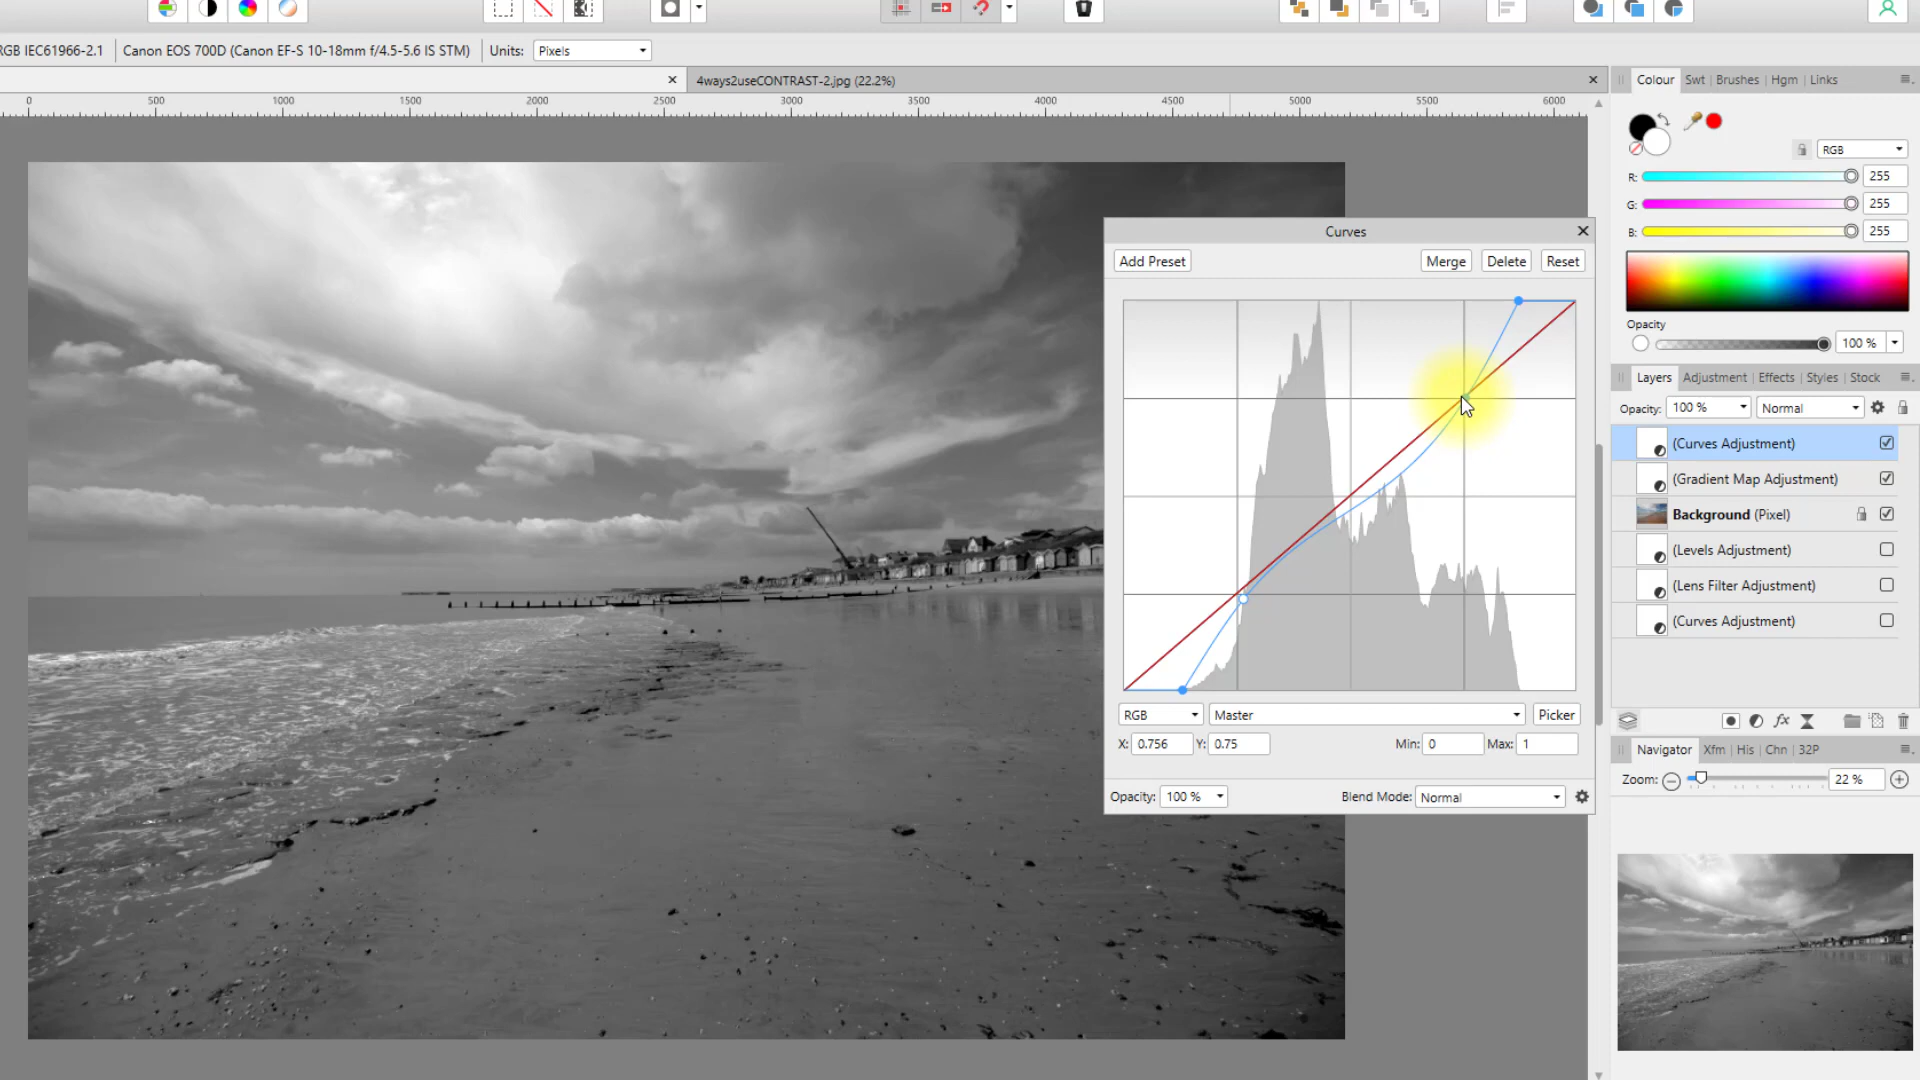 RGB IEC61966-2.1 Canon EOS 700D (Canon EF-S 10-18mm f/4.5-5.6 IS STM) Units: Pixels
4ways2useCONTRAST-2.jpg (22.2%)
0 500 1000 1500 2000 2500 3000 3500 4000 4500 5000 5500 6000
Curves
Add Preset Merge Delete Reset
RGB Master Picker
X: 0.756 Y: 0.75 Min: 0 Max: 1
Opacity: 100 % Blend Mode: Normal
Colour Swt Brushes Hgm Links
RGB
R: 255
G: 255
B: 255
Opacity
100 %
Layers Adjustment Effects Styles Stock
Opacity: 100 % Normal
(Curves Adjustment)
(Gradient Map Adjustment)
Background (Pixel)
(Levels Adjustment)
(Lens Filter Adjustment)
(Curves Adjustment)
fx
Navigator Xfm His Chn 32P
Zoom: 22 %